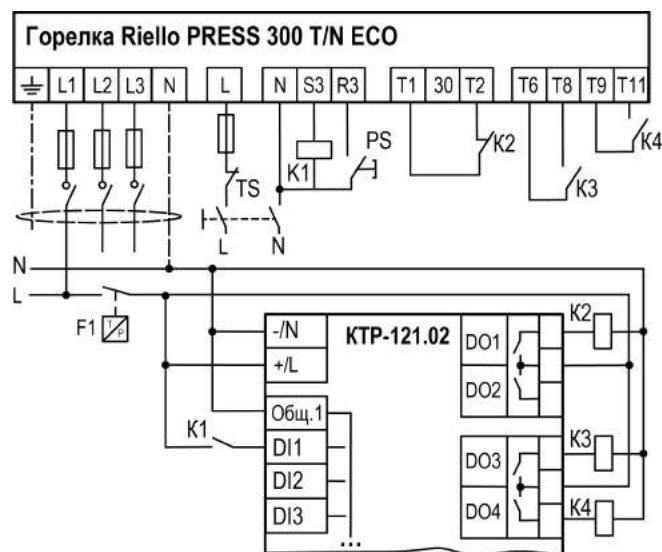 Горелка Riello PRESS 300 T/N ECO
L1 L2 L3 N L N S3 R3 T1 30 T2 T6 T8 T9 T11
PS
K1
K2
K4
TS
K3
L N
N
L
F1 T P
-/N КТР-121.02 DO1 K2
+/L DO2
Общ.1
K1 DI1 DO3 K3
DI2
DI3 DO4 K4
...